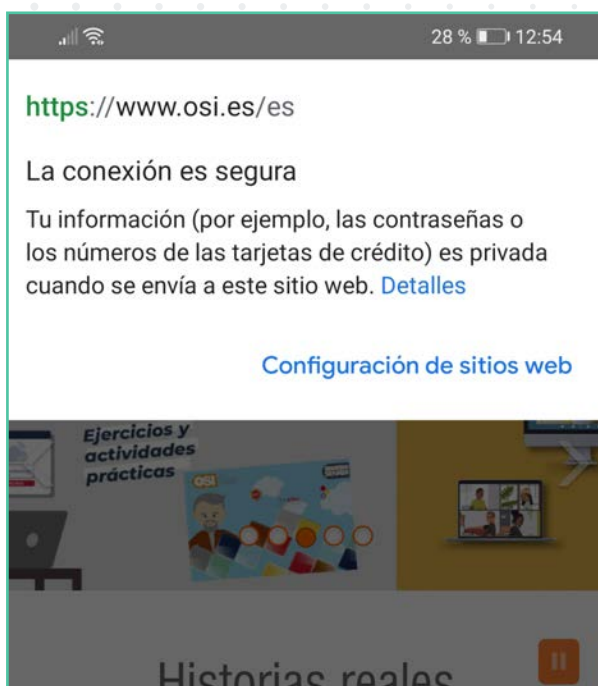 28 % 12:54
https://www.osi.es/es
La conexión es segura
Tu información (por ejemplo, las contraseñas o
los números de las tarjetas de crédito) es privada
cuando se envía a este sitio web. Detalles
Configuración de sitios web
Ejercicios y
actividades
prácticas
OSI
Historias reales